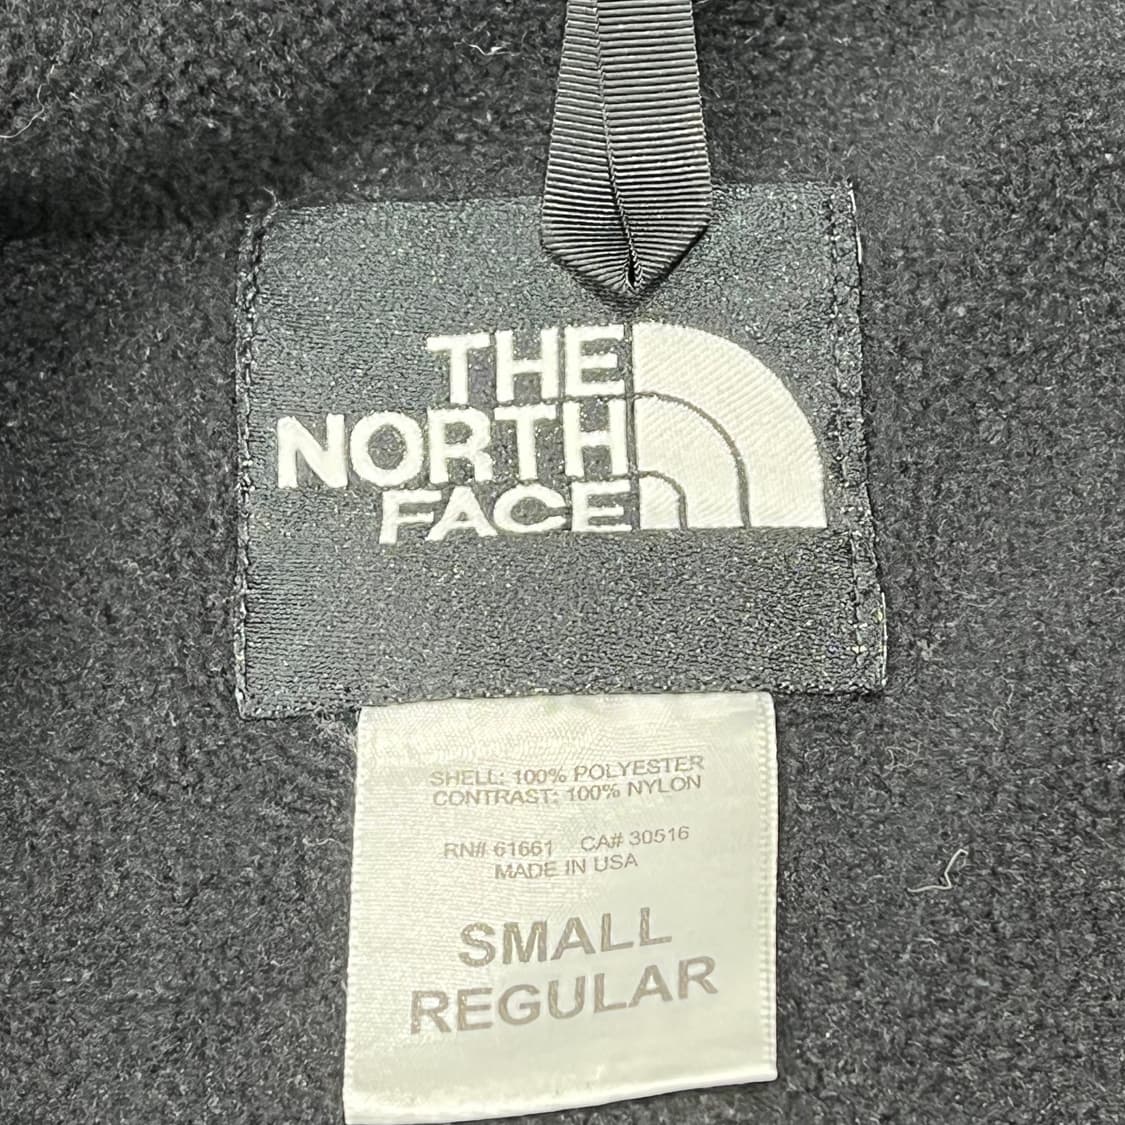 THE
NORTH
FACE
SHELL: 100% POLYESTER
CONTRAST: 100% NYLON
RN# 61661 CA# 30516
MADE IN USA
SMALL
REGULAR